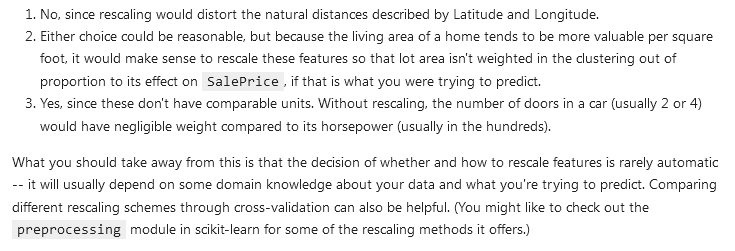 1. No, since rescaling would distort the natural distances described by Latitude and Longitude.
2. Either choice could be reasonable, but because the living area of a home tends to be more valuable per square
foot, it would make sense to rescale these features so that lot area isn't weighted in the clustering out of
proportion to its effect on SalePrice, if that is what you were trying to predict.
3. Yes, since these don't have comparable units. Without rescaling, the number of doors in a car (usually 2 or 4)
would have negligible weight compared to its horsepower (usually in the hundreds).
What you should take away from this is that the decision of whether and how to rescale features is rarely automatic
-- it will usually depend on some domain knowledge about your data and what you're trying to predict. Comparing
different rescaling schemes through cross-validation can also be helpful. (You might like to check out the
preprocessing module in scikit-learn for some of the rescaling methods it offers.)